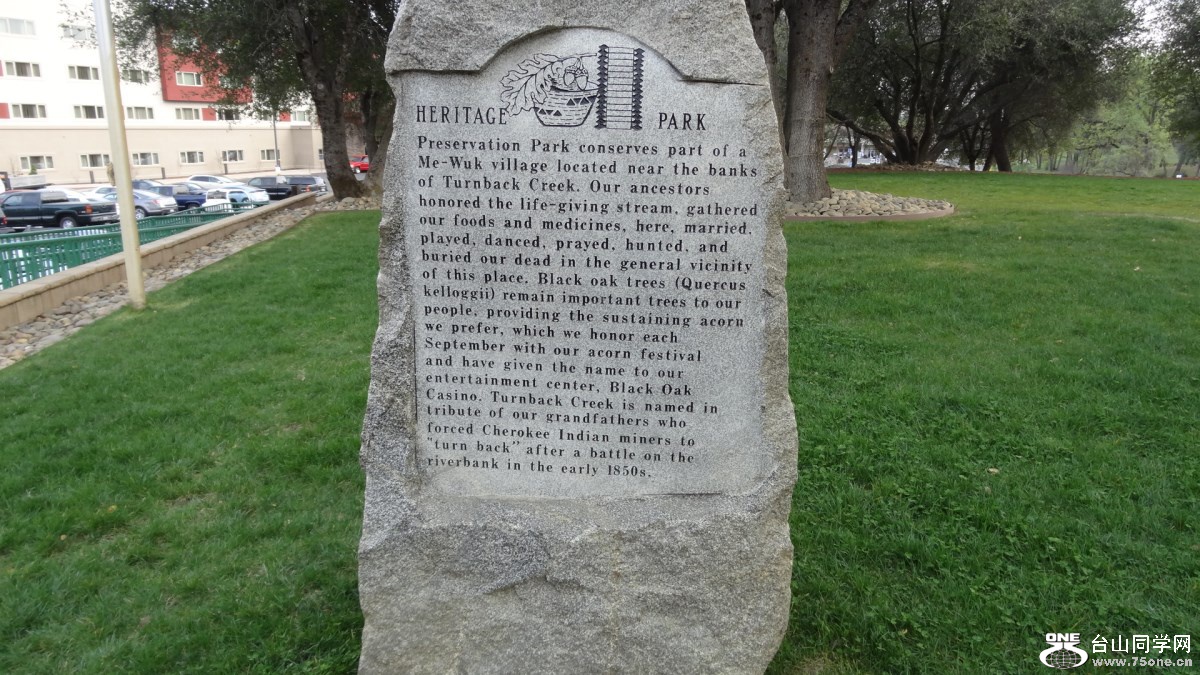 HERITAGE PARK
Preservation Park conserves part of a
Me-Wuk village located near the banks
of Turnback Creek. Our ancestors
honored the life-giving stream, gathered
our foods and medicines, here, married,
played, danced, prayed, hunted, and
buried our dead in the general vicinity
of this place. Black oak trees (Quercus
kelloggii) remain important trees to our
people, providing the sustaining acorn
we prefer, which we honor each
September with our acorn festival
and have given the name to our
entertainment center, Black Oak
Casino. Turnback Creek is named in
tribute of our grandfathers who
forced Cherokee Indian miners to
"turn back" after a battle on the
riverbank in the early 1850s.
ONE
台山同学网
www.75one.cn